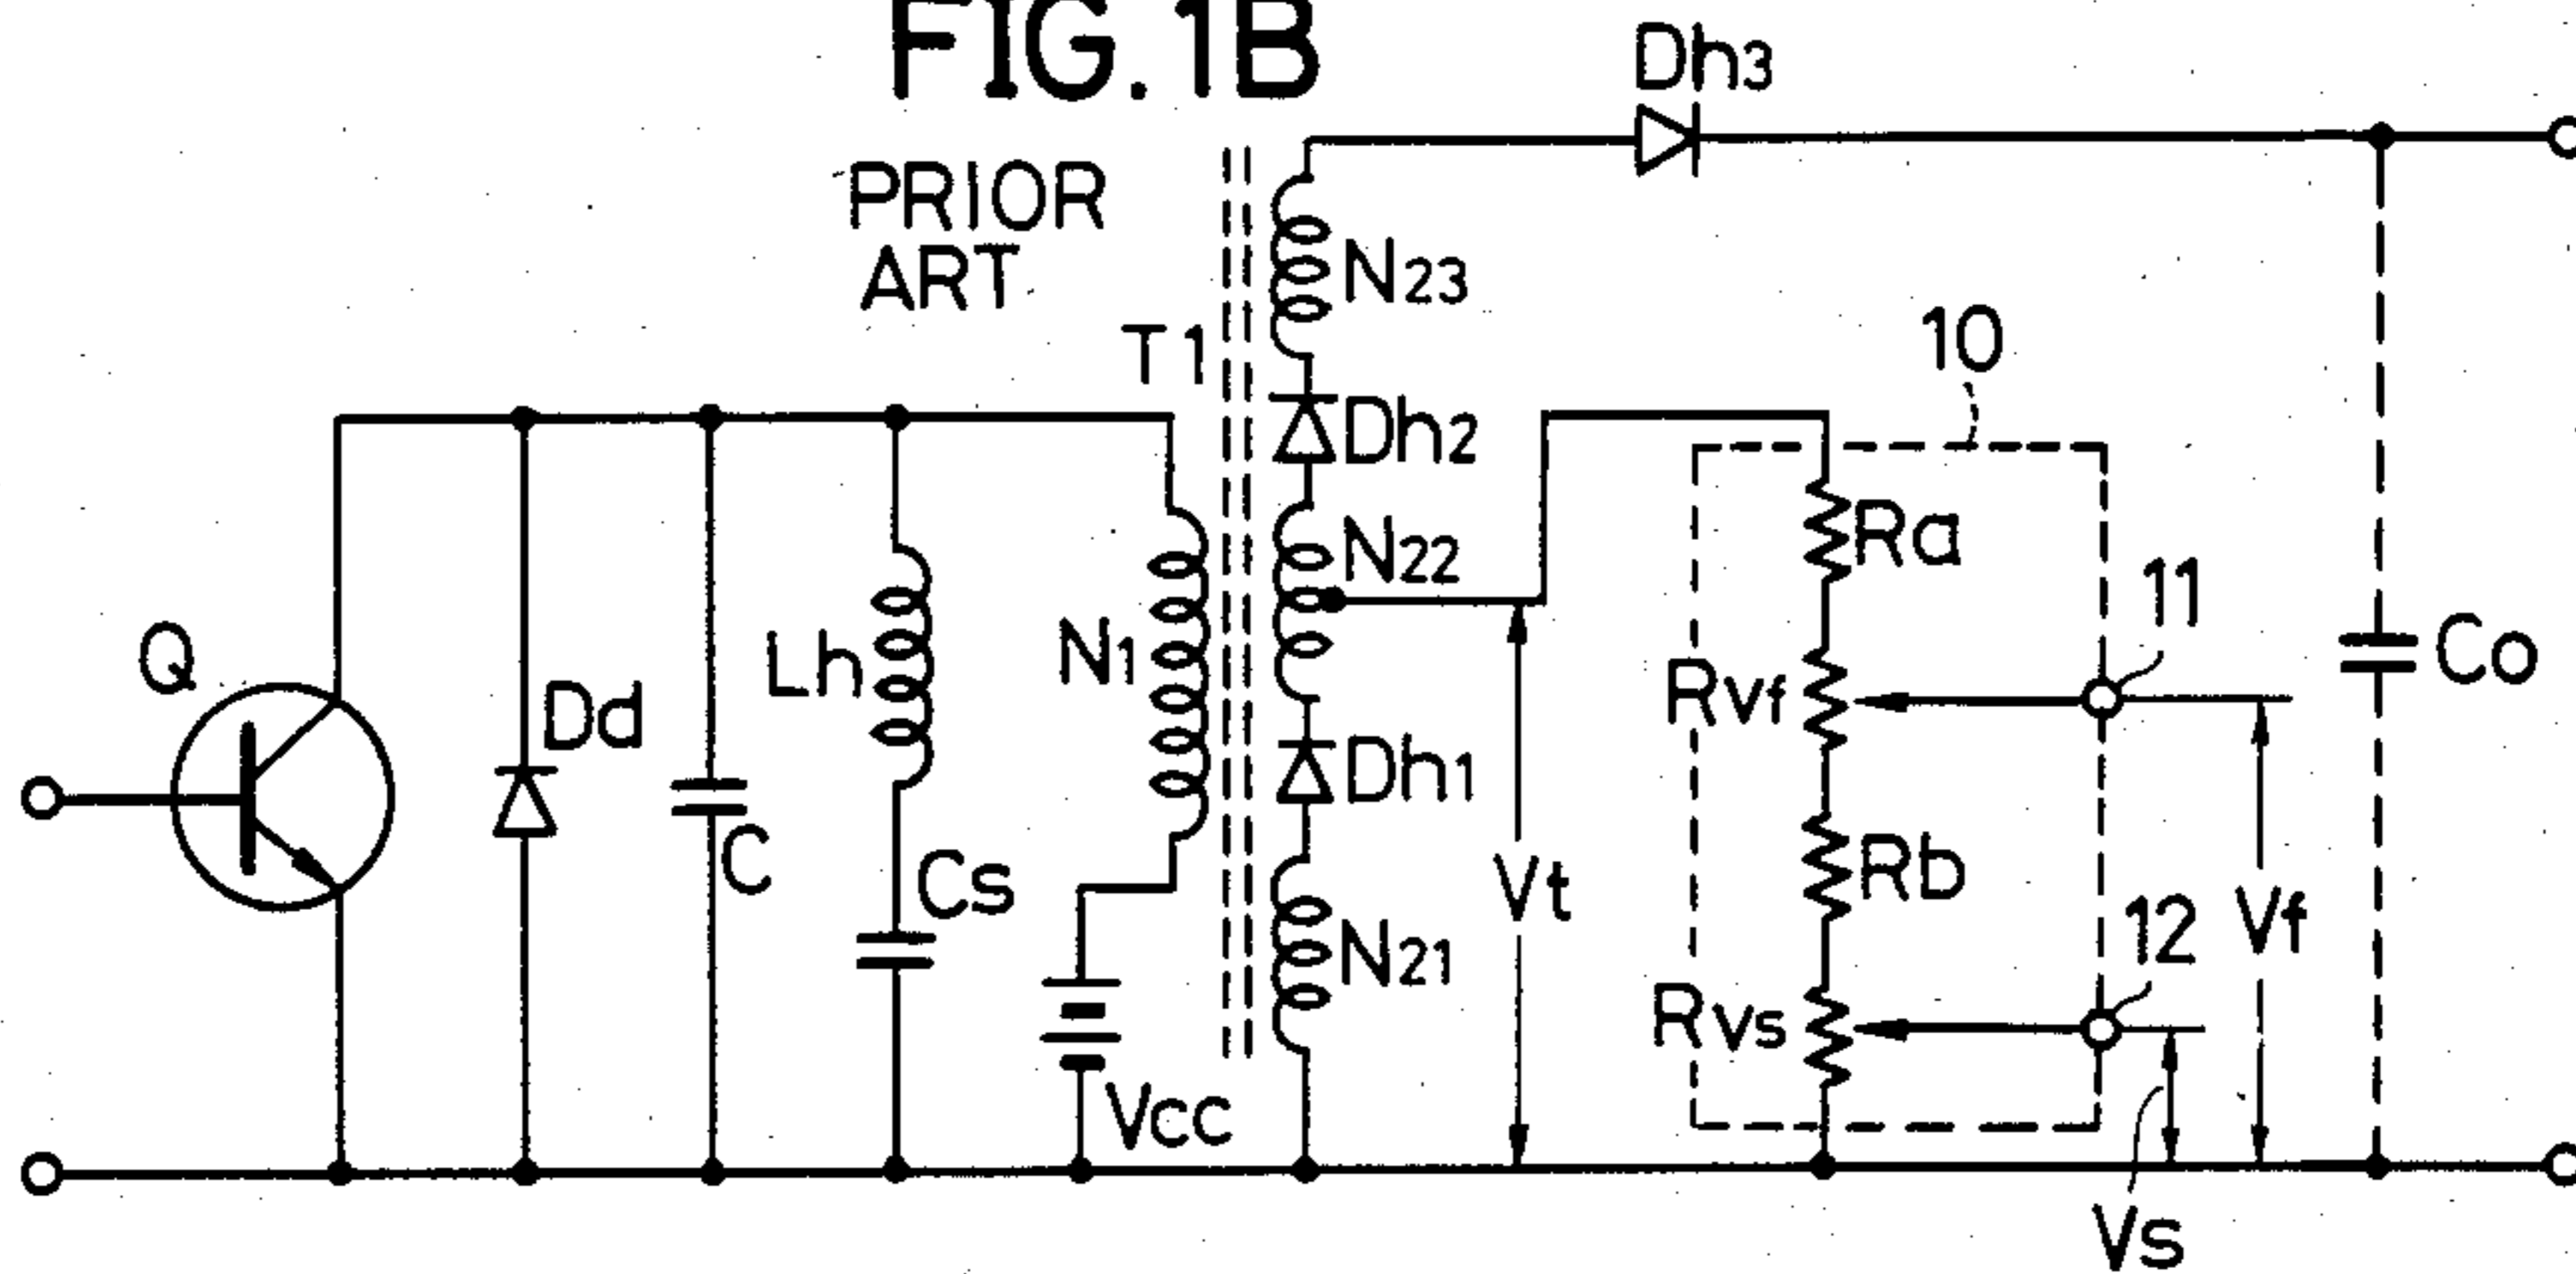 FIG.1B
PRIOR
ART
Dh3
N23
T1
10
Dh2
Ra
N22
11
Q
Lh
N1
Rvf
Co
Dd
Dh1
C
Cs
Vt
Rb
12
Vf
N21
Rvs
Vcc
Vs